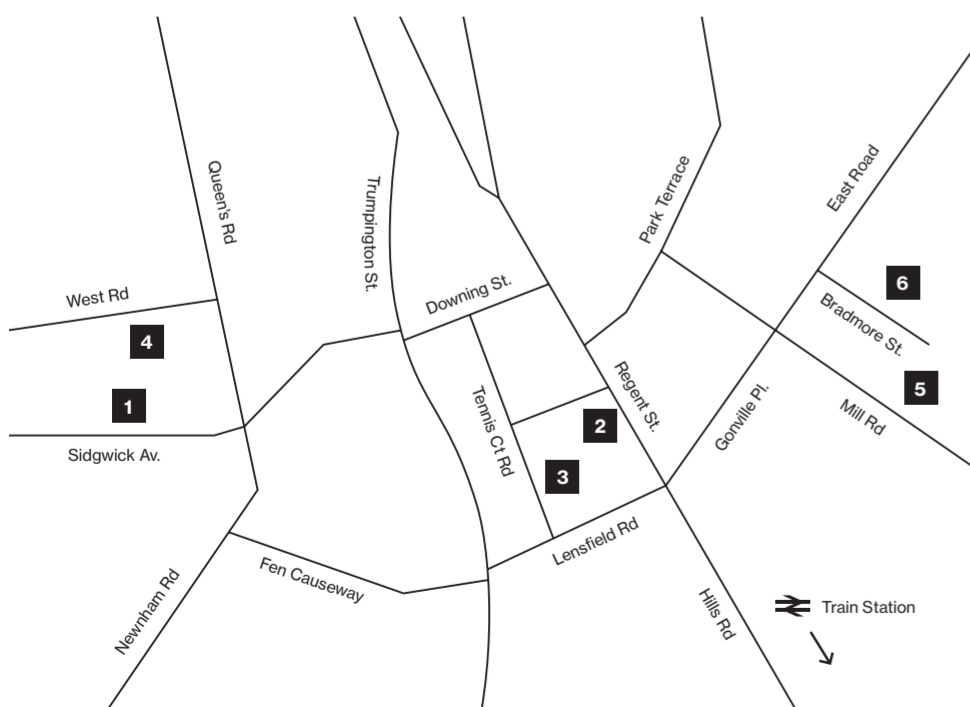 Queen's Rd
Trumpington St.
Park Terrace
East Road
West Rd
Downing St.
6
Bradmore St.
4
1
Tennis Ct Rd
Regent St.
5
Gonville Pl.
Mill Rd
2
Sidgwick Av.
3
Lensfield Rd
Fen Causeway
Newnham Rd
Hills Rd
Train Station